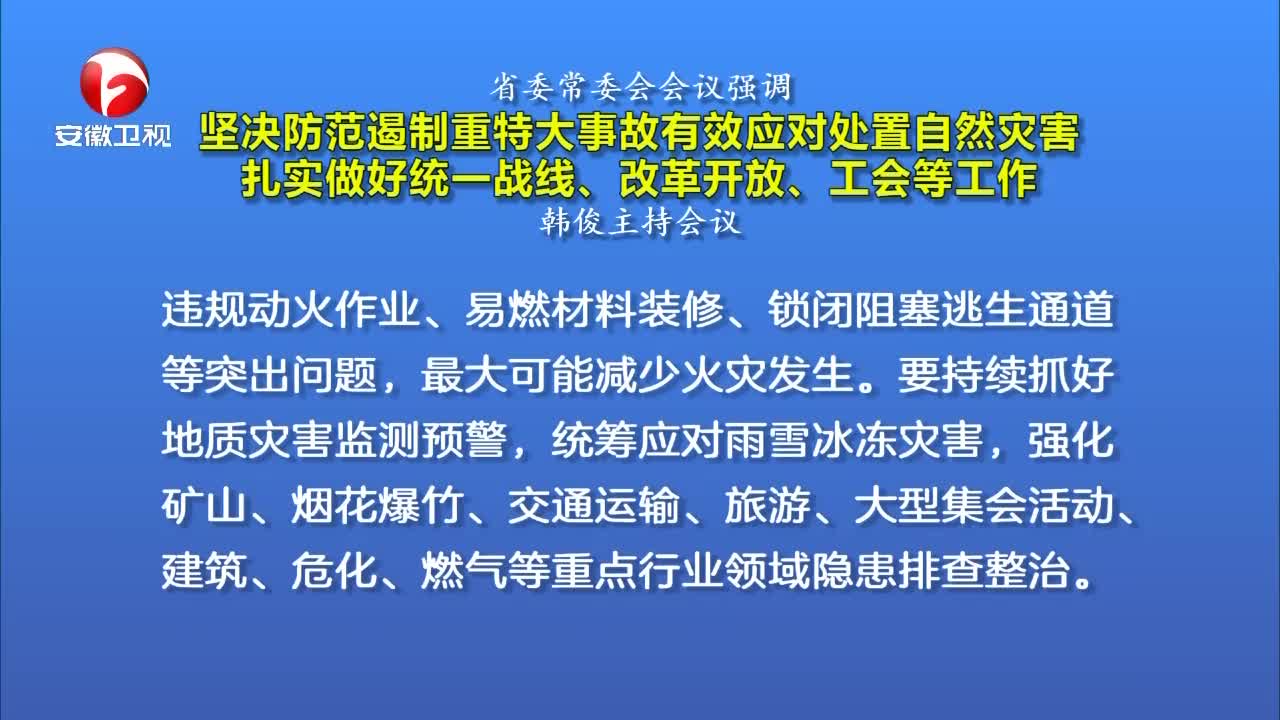 安徽卫视
省委常委会会议强调
坚决防范遏制重特大事故有效应对处置自然灾害
扎实做好统一战线、改革开放、工会等工作
韩俊主持会议
违规动火作业、易燃材料装修、锁闭阻塞逃生通道
等突出问题，最大可能减少火灾发生。要持续抓好
地质灾害监测预警，统筹应对雨雪冰冻灾害，强化
矿山、烟花爆竹、交通运输、旅游、大型集会活动、
建筑、危化、燃气等重点行业领域隐患排查整治。